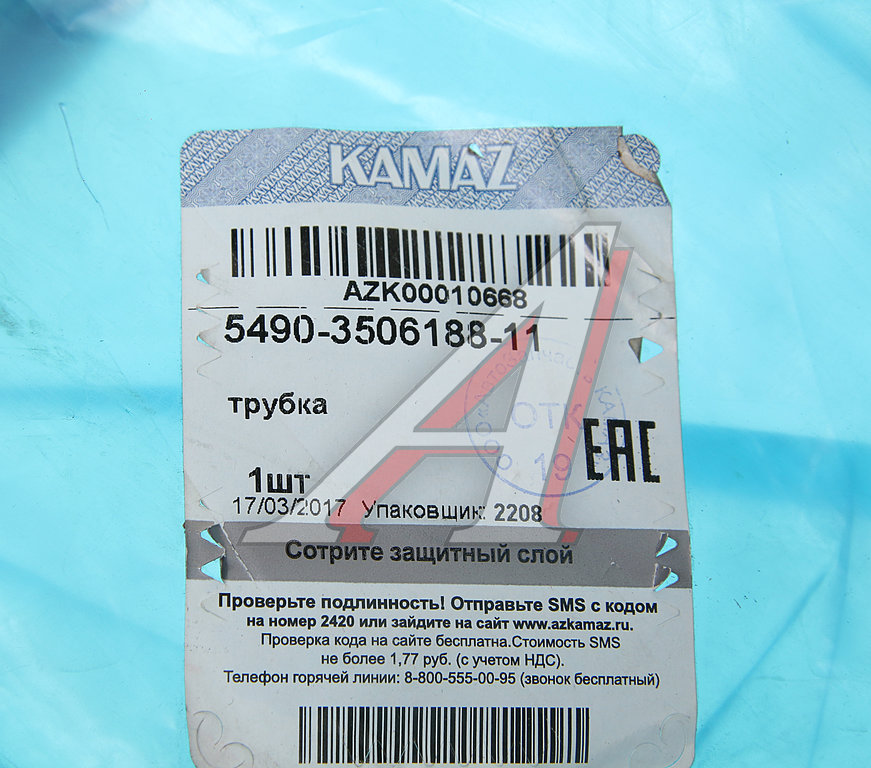 KAMAZ
AZK00010668
5490-3506188-11
трубка
ОТК
19
EAC
1шт
17/03/2017 Упаковщик: 2208
Сотрите защитный слой
Проверьте подлинность! Отправьте SMS с кодом
на номер 2420 или зайдите на сайт www.azkamaz.ru.
Проверка кода на сайте бесплатна.Стоимость SMS
не более 1,77 руб. (с учетом НДС).
Телефон горячей линии: 8-800-555-00-95 (звонок бесплатный)